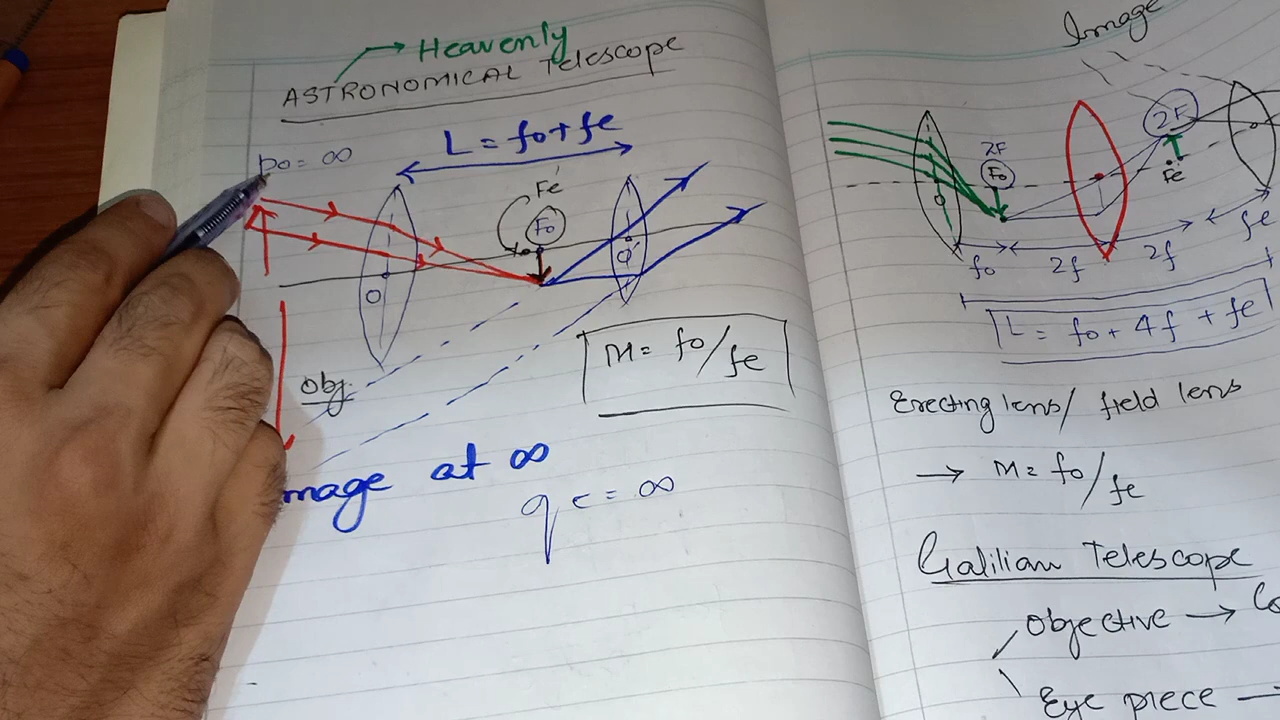 Heavenly
ASTRONOMICAL Telescope
L = fo + fe
po = ∞
Fe
Fo
O
O'
Obj.
M = fo/fe
mage at ∞
qe = ∞
Image
2F
Fo
2F
Fe
O
O
fo
2f
2f
fe
L = fo + 4f + fe
Erecting lens/ field lens
→ M = fo/fe
Galilian Telescope
Objective →
Eye piece →